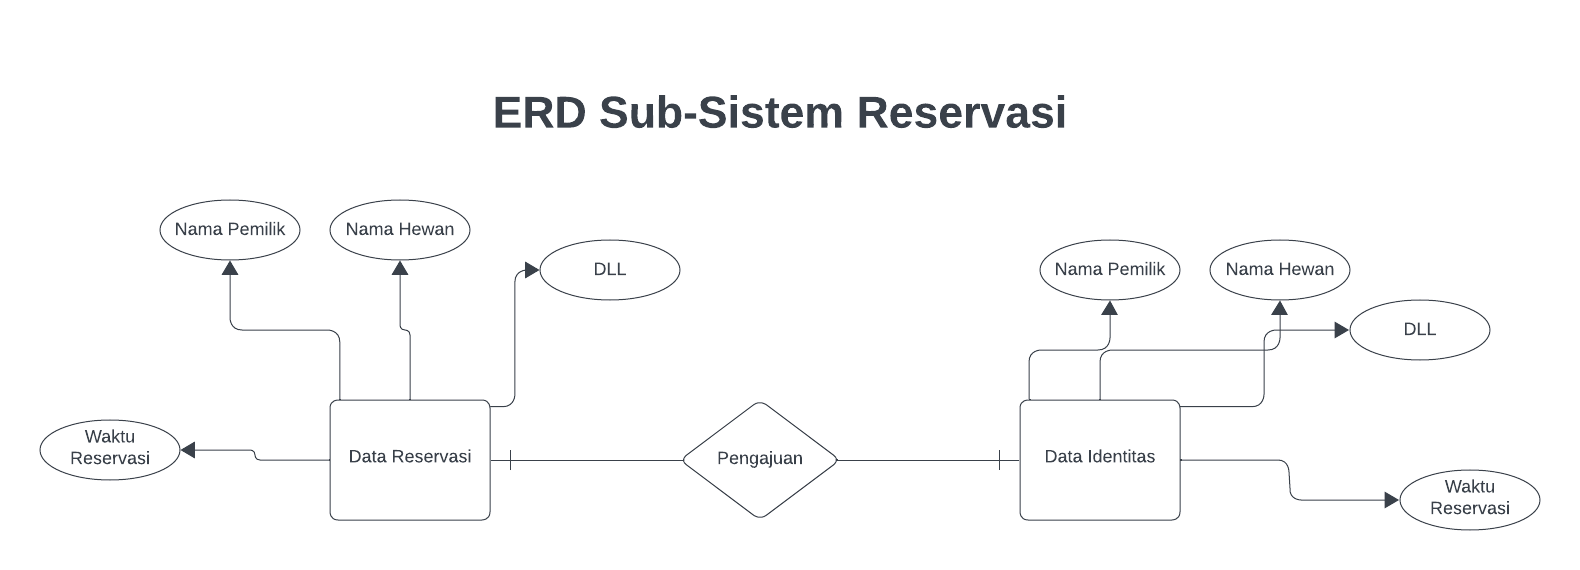 ERD Sub-Sistem Reservasi
Nama Pemilik
Nama Hewan
DLL
Nama Pemilik
Nama Hewan
DLL
Waktu
Reservasi
Data Reservasi
Pengajuan
Data Identitas
Waktu
Reservasi